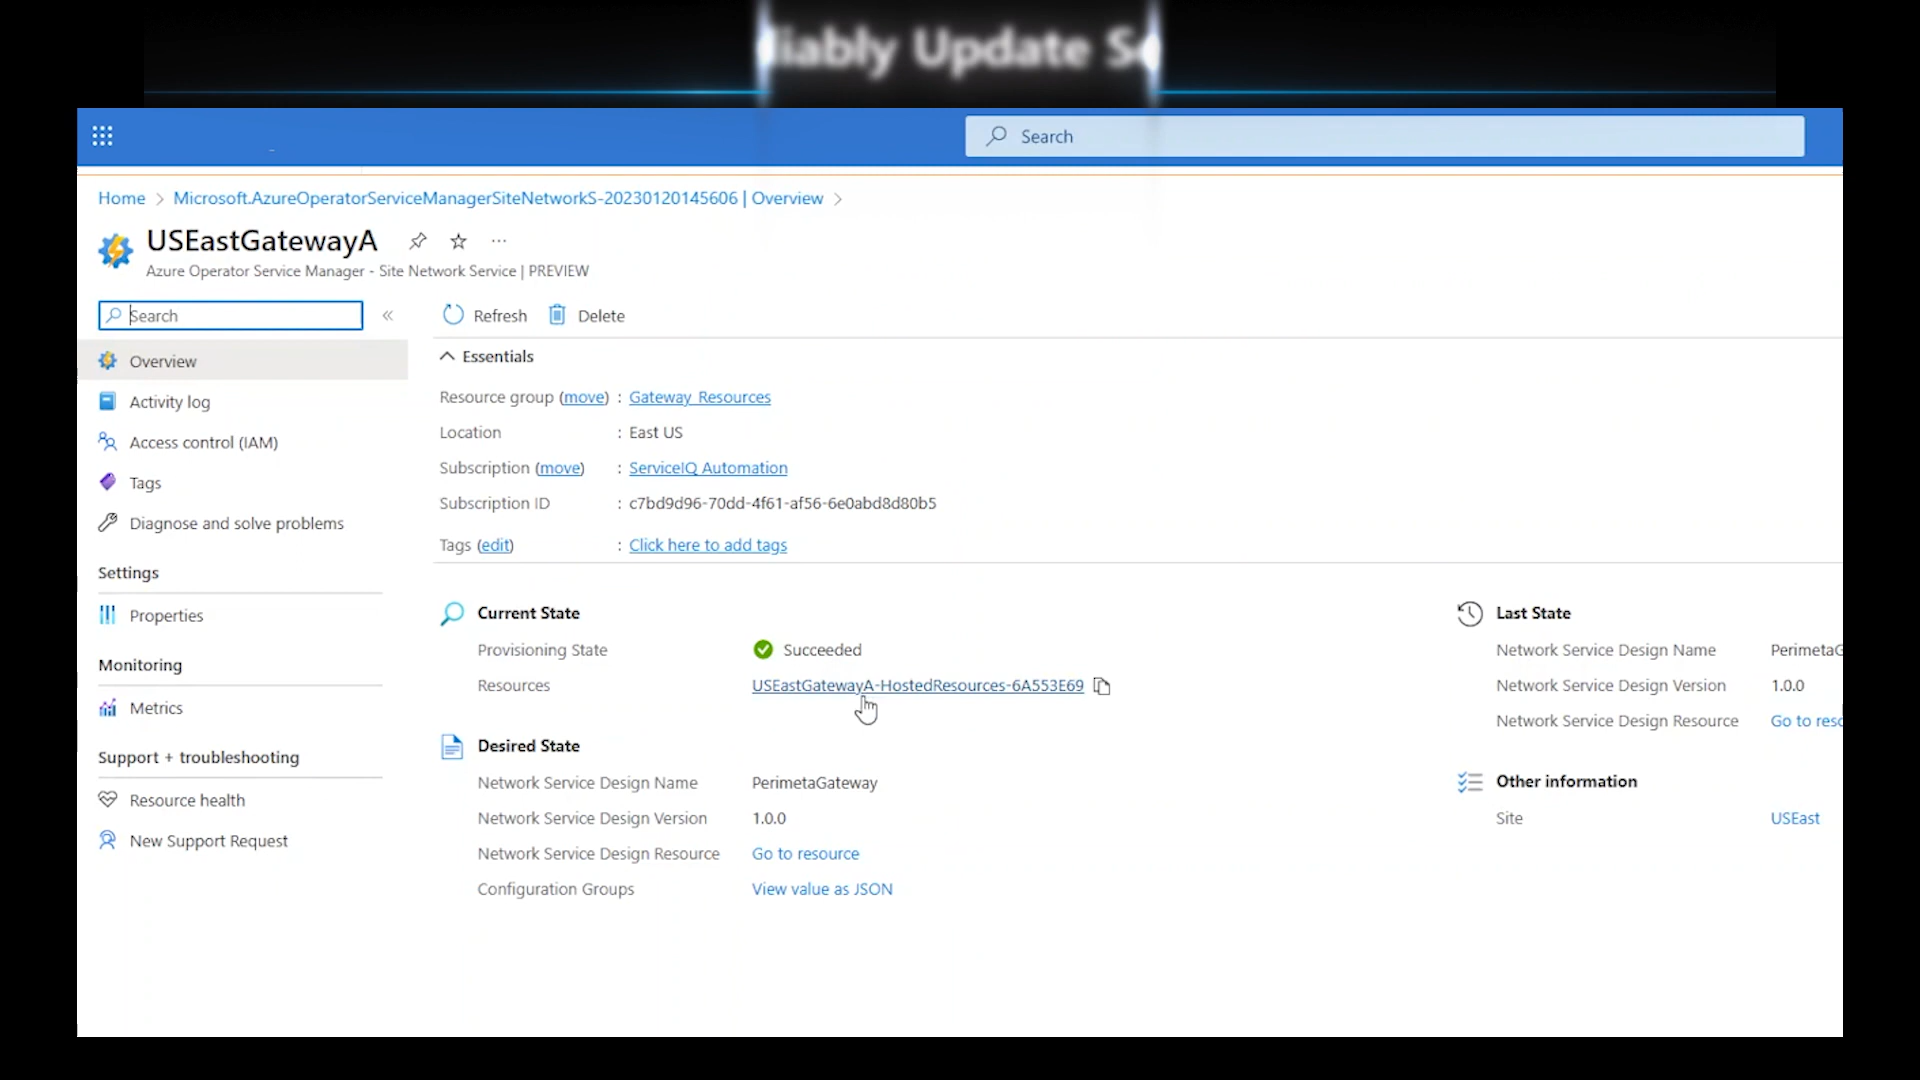 Update
Search
Home > Microsoft.AzureOperatorServiceManagerSiteNetworkS-20230120145606 | Overview >
USEastGatewayA
Azure Operator Service Manager - Site Network Service | PREVIEW
Search
Refresh
Delete
Overview
Activity log
Access control (IAM)
Tags
Diagnose and solve problems
Settings
Properties
Monitoring
Metrics
Support + troubleshooting
Resource health
New Support Request
Essentials
Resource group (move) : Gateway_Resources
Location : East US
Subscription (move) : ServiceIQ Automation
Subscription ID : c7bd9d96-70dd-4f61-af56-6e0abd8d80b5
Tags (edit) : Click here to add tags
Current State
Provisioning State Succeeded
Resources USEastGatewayA-HostedResources-6A553E69
Desired State
Network Service Design Name PerimetaGateway
Network Service Design Version 1.0.0
Network Service Design Resource Go to resource
Configuration Groups View value as JSON
Last State
Network Service Design Name PerimetaG
Network Service Design Version 1.0.0
Network Service Design Resource Go to reso
Other information
Site USEast